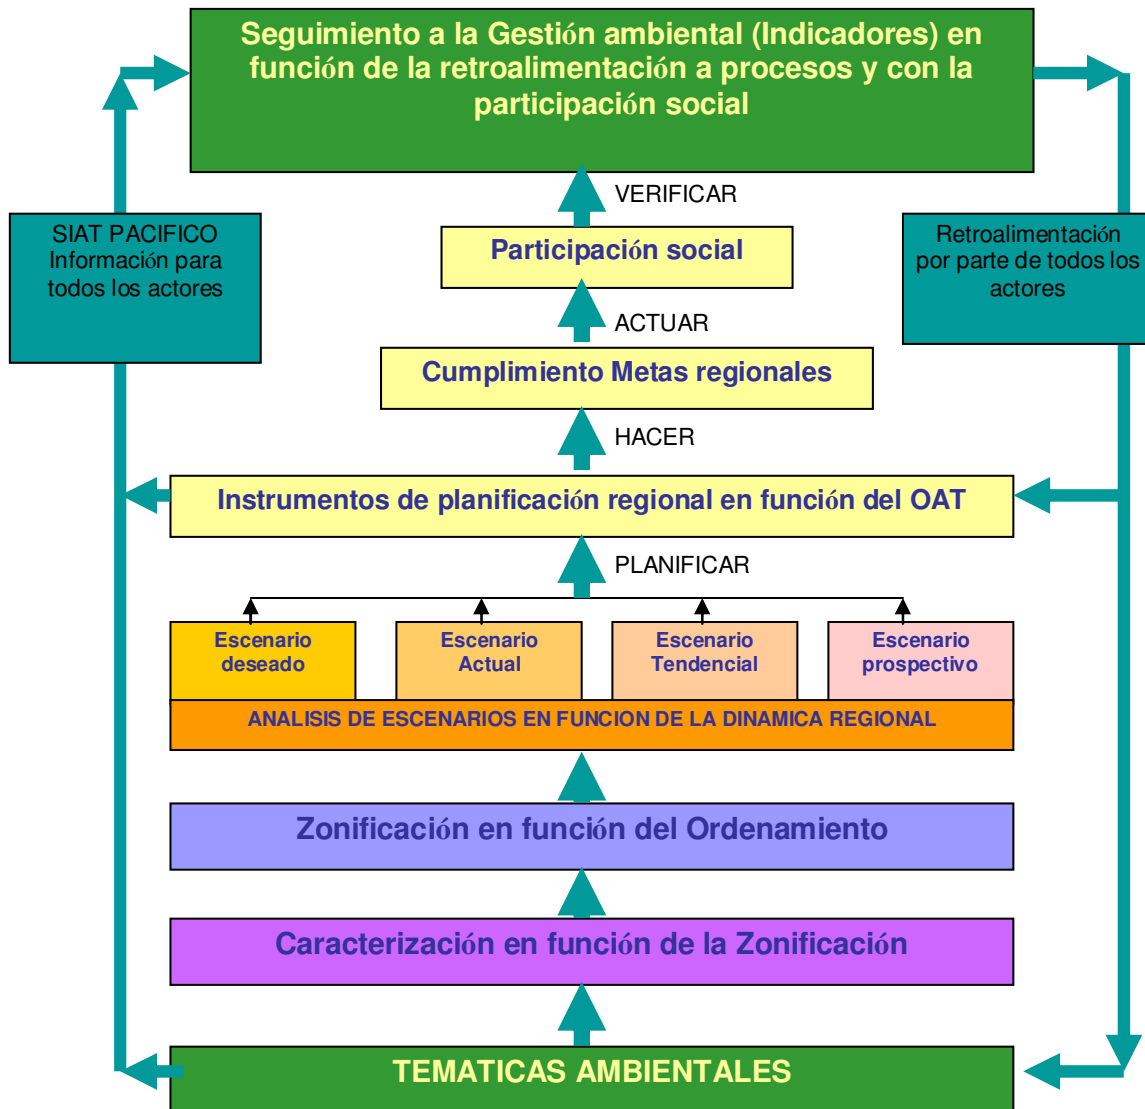 Seguimiento a la Gestión ambiental (Indicadores) en
función de la retroalimentación a procesos y con la
participación social
VERIFICAR
SIAT PACIFICO
Información para
todos los actores
Participación social
Retroalimentación
por parte de todos los
actores
ACTUAR
Cumplimiento Metas regionales
HACER
Instrumentos de planificación regional en función del OAT
PLANIFICAR
Escenario
deseado
Escenario
Actual
Escenario
Tendencial
Escenario
prospectivo
ANALISIS DE ESCENARIOS EN FUNCION DE LA DINAMICA REGIONAL
Zonificación en función del Ordenamiento
Caracterización en función de la Zonificación
TEMATICAS AMBIENTALES